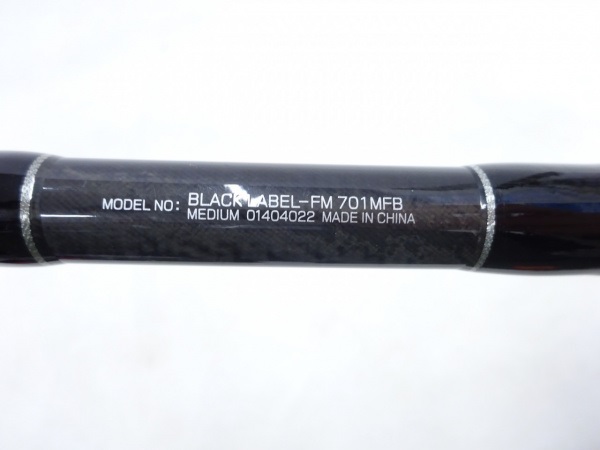 MODEL NO: BLACK LABEL-FM 701MFB
MEDIUM 01404022 MADE IN CHINA